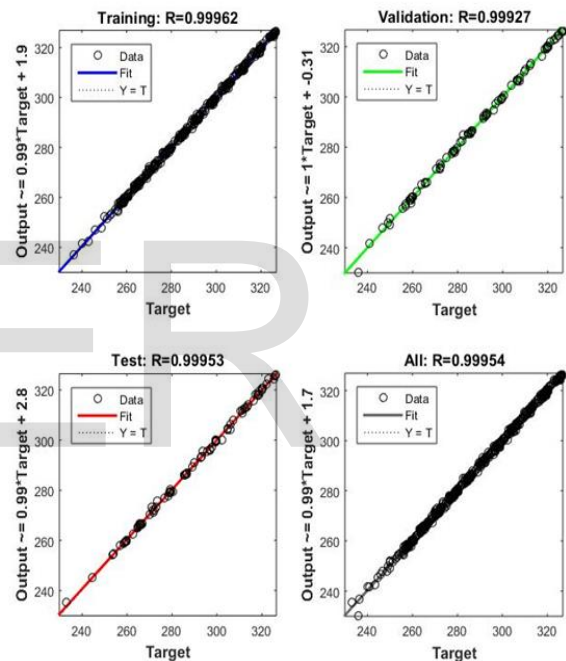 Training: R=0.99962
Output ~= 0.99*Target + 1.9
320
300
280
260
240
Data
Fit
Y = T
240 260 280 300 320
Target
Validation: R=0.99927
Output ~= 1*Target + -0.31
320
300
280
260
240
Data
Fit
Y = T
240 260 280 300 320
Target
Test: R=0.99953
Output ~= 0.99*Target + 2.8
320
300
280
260
240
Data
Fit
Y = T
240 260 280 300 320
Target
All: R=0.99954
Output ~= 0.99*Target + 1.7
320
300
280
260
240
Data
Fit
Y = T
240 260 280 300 320
Target
ER